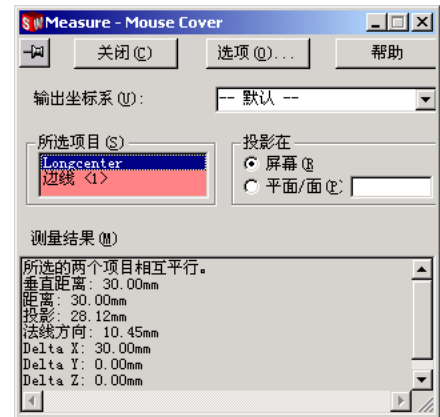 Measure - Mouse Cover
关闭(C)
选项(O)...
帮助
输出坐标系(U):
-- 默认 --
所选项目(S)
Longcenter
边线 <1>
投影在
屏幕(B
平面/面(P):
测量结果(M)
所选的两个项目相互平行。
垂直距离: 30.00mm
距离: 30.00mm
投影: 28.12mm
法线方向: 10.45mm
Delta X: 30.00mm
Delta Y: 0.00mm
Delta Z: 0.00mm